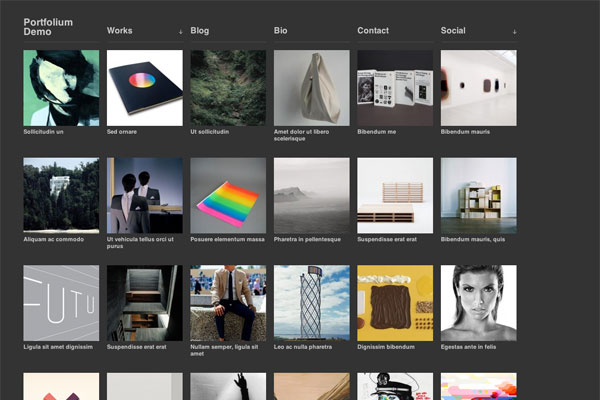 Portfolium
Demo
Works
Blog
Bio
Contact
Social
Sollicitudin un
Sed ornare
Ut sollicitudin
Amet dolor ut libero
scelerisque
Bibendum me
Bibendum mauris
Aliquam ac commodo
Ut vehicula tellus orci ut
purus
Posuere elementum massa
Pharetra in pellentesque
Suspendisse erat erat
Bibendum mauris, quis
FUTU
Ligula sit amet dignissim
Suspendisse erat erat
Nullam semper, ligula sit
amet
Leo ac nulla pharetra
Dignissim bibendum
Egestas ante in felis